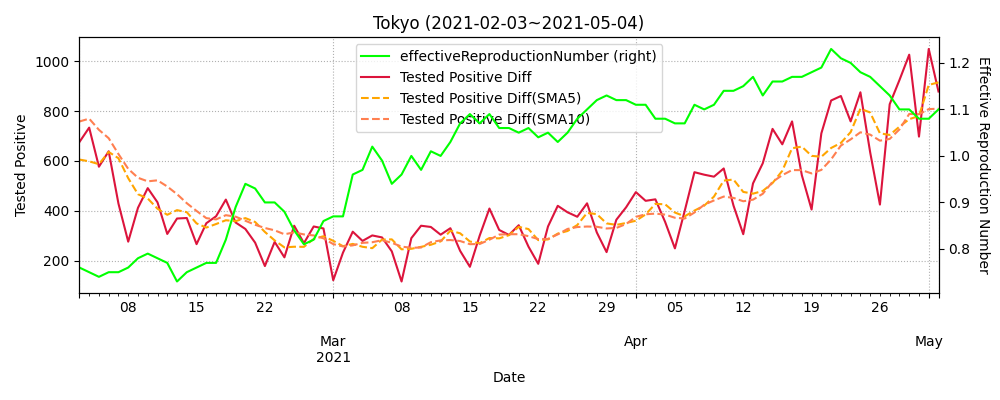 Tokyo (2021-02-03~2021-05-04)
effectiveReproductionNumber (right)
Tested Positive Diff
Tested Positive Diff(SMA5)
Tested Positive Diff(SMA10)
Tested Positive
1000
800
600
400
200
Effective Reproduction Number
1.2
1.1
1.0
0.9
0.8
08 15 22 08 15 22 29 05 12 19 26
Mar Apr May
2021
Date